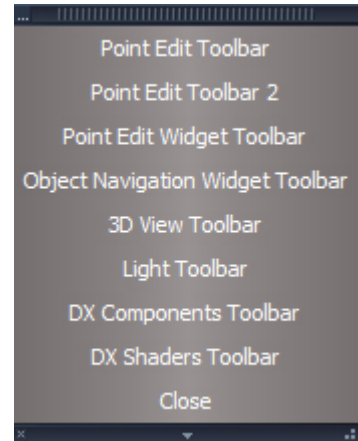 Point Edit Toolbar
Point Edit Toolbar 2
Point Edit Widget Toolbar
Object Navigation Widget Toolbar
3D View Toolbar
Light Toolbar
DX Components Toolbar
DX Shaders Toolbar
Close